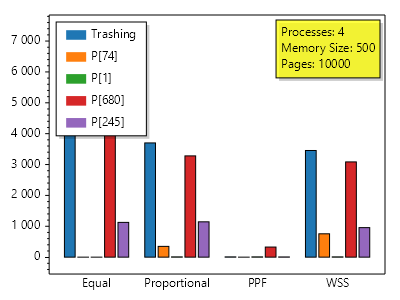 7 000
6 000
5 000
4 000
3 000
2 000
1 000
0
Trashing
P[74]
P[1]
P[680]
P[245]
Processes: 4
Memory Size: 500
Pages: 10000
Equal
Proportional
PPF
WSS